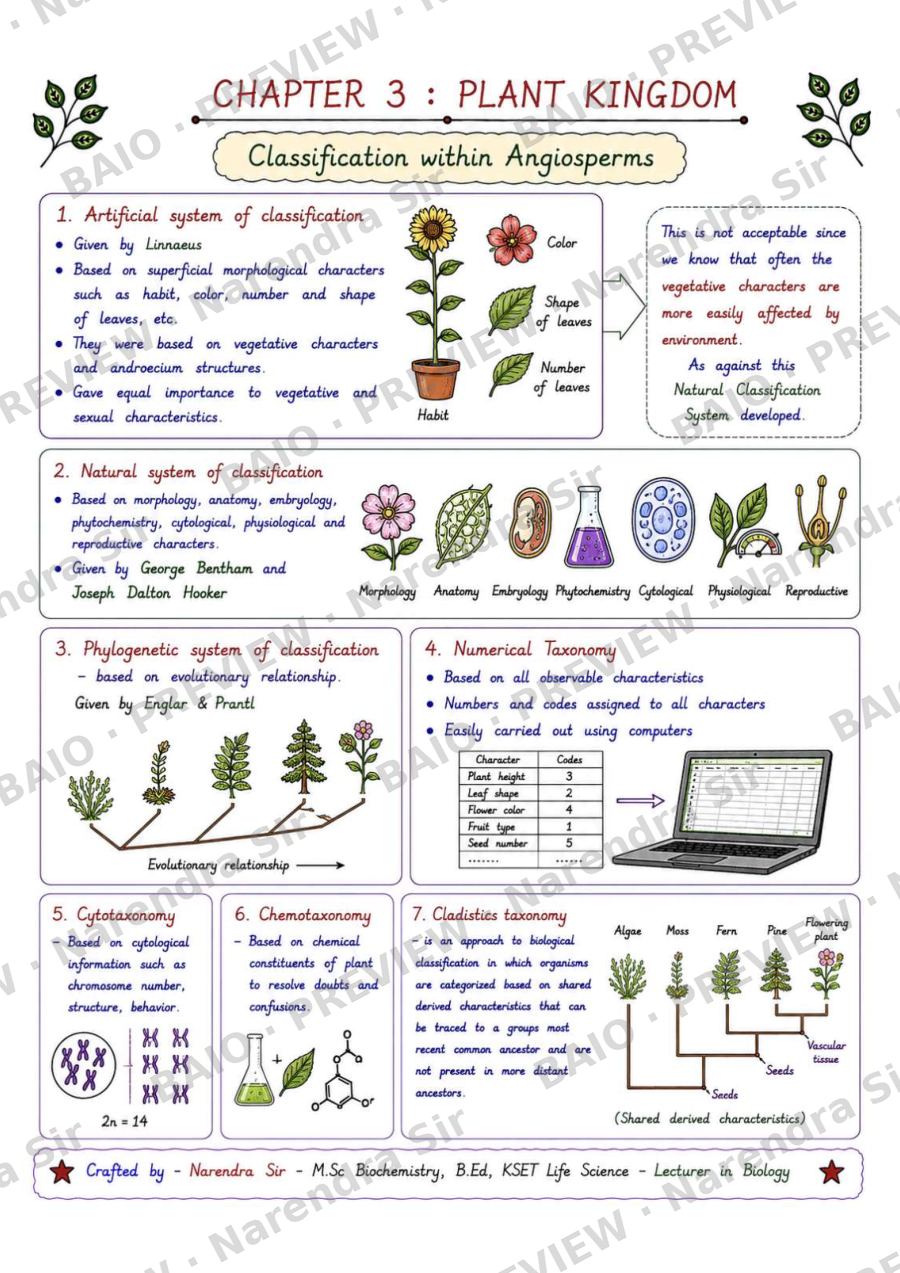 CHAPTER 3 : PLANT KINGDOM
Classification within Angiosperms
1. Artificial system of classification
• Given by Linnaeus
• Based on superficial morphological characters
such as habit, color, number and shape
of leaves, etc.
• They were based on vegetative characters
and androecium structures.
• Gave equal importance to vegetative and
sexual characteristics.
Habit
Color
Shape
of leaves
Number
of leaves
This is not acceptable since
we know that often the
vegetative characters are
more easily affected by
environment.
As against this
Natural Classification
System developed.
2. Natural system of classification
• Based on morphology, anatomy, embryology,
phytochemistry, cytological, physiological and
reproductive characters.
• Given by George Bentham and
Joseph Dalton Hooker
Morphology Anatomy Embryology Phytochemistry Cytological Physiological Reproductive
3. Phylogenetic system of classification
– based on evolutionary relationship.
Given by Englar & Prantl
Evolutionary relationship
4. Numerical Taxonomy
• Based on all observable characteristics
• Numbers and codes assigned to all characters
• Easily carried out using computers
Character Codes
Plant height 3
Leaf shape 2
Flower color 4
Fruit type 1
Seed number 5
....... ......
5. Cytotaxonomy
– Based on cytological
information such as
chromosome number,
structure, behavior.
2n = 14
6. Chemotaxonomy
– Based on chemical
constituents of plant
to resolve doubts and
confusions.
+
O
O
7. Cladistics taxonomy
– is an approach to biological
classification in which organisms
are categorized based on shared
derived characteristics that can
be traced to a groups most
recent common ancestor and are
not present in more distant
ancestors.
Algae Moss Fern Pine Flowering
plant
Vascular
tissue
Seeds
Seeds
(Shared derived characteristics)
Crafted by - Narendra Sir - M.Sc Biochemistry, B.Ed, KSET Life Science - Lecturer in Biology
BAIO · PREVIEW · Narendra Sir